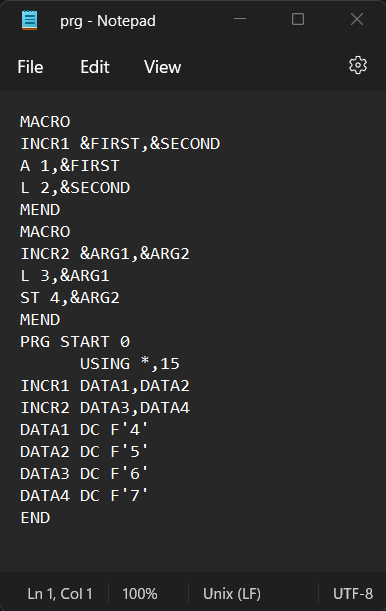 prg - Notepad
File Edit View
MACRO
INCR1 &FIRST,&SECOND
A 1,&FIRST
L 2,&SECOND
MEND
MACRO
INCR2 &ARG1,&ARG2
L 3,&ARG1
ST 4,&ARG2
MEND
PRG START 0
      USING *,15
INCR1 DATA1,DATA2
INCR2 DATA3,DATA4
DATA1 DC F'4'
DATA2 DC F'5'
DATA3 DC F'6'
DATA4 DC F'7'
END
Ln 1, Col 1 100% Unix (LF) UTF-8